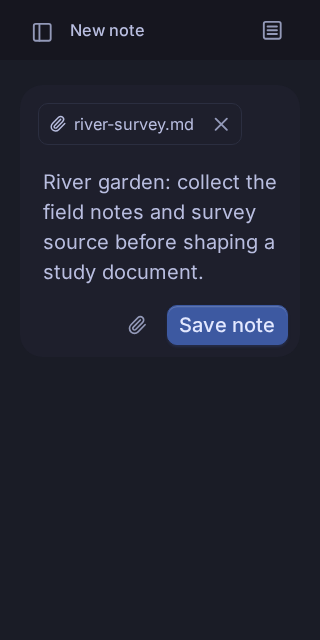 New note
river-survey.md
River garden: collect the
field notes and survey
source before shaping a
study document.
Save note